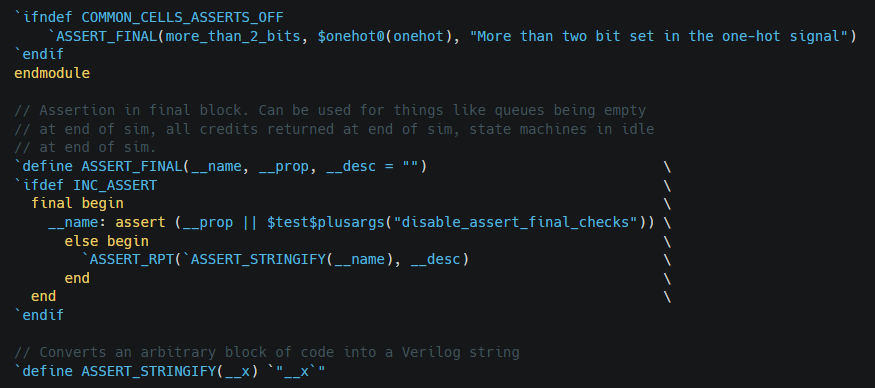 `ifndef COMMON_CELLS_ASSERTS_OFF
    `ASSERT_FINAL(more_than_2_bits, $onehot0(onehot), "More than two bit set in the one-hot signal")
`endif
endmodule

// Assertion in final block. Can be used for things like queues being empty
// at end of sim, all credits returned at end of sim, state machines in idle
// at end of sim.
`define ASSERT_FINAL(__name, __prop, __desc = "")                            \
`ifdef INC_ASSERT                                                            \
  final begin                                                                \
    __name: assert (__prop || $test$plusargs("disable_assert_final_checks")) \
      else begin                                                             \
        `ASSERT_RPT(`ASSERT_STRINGIFY(__name), __desc)                       \
      end                                                                    \
  end                                                                        \
`endif

// Converts an arbitrary block of code into a Verilog string
`define ASSERT_STRINGIFY(__x) `"__x`"